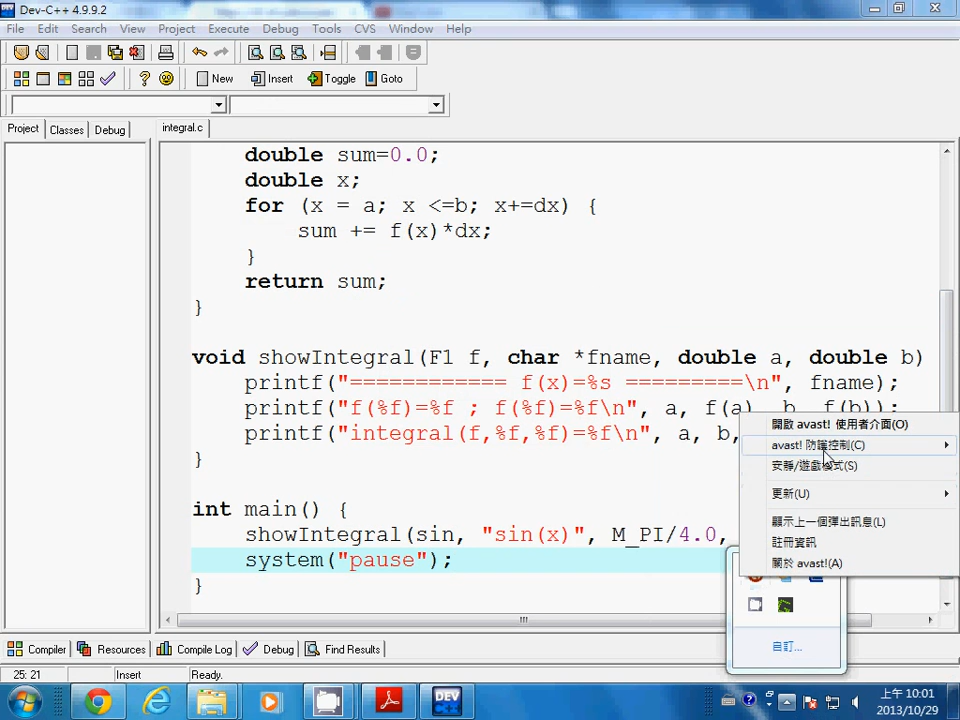 Dev-C++ 4.9.9.2
File Edit Search View Project Execute Debug Tools CVS Window Help
New Insert Toggle Goto
Project Classes Debug integral.c
double sum=0.0;
double x;
for (x = a; x <=b; x+=dx) {
sum += f(x)*dx;
}
return sum;
}
void showIntegral(F1 f, char *fname, double a, double b)
printf("============ f(x)=%s =========\n", fname);
printf("f(%f)=%f ; f(%f)=%f\n", a, f(a), b, f(b));
printf("integral(f,%f,%f)=%f\n", a, b,
}
int main() {
showIntegral(sin, "sin(x)", M_PI/4.0,
system("pause");
}
開啟 avast! 使用者介面(O)
avast! 防護控制(C)
安靜/遊戲模式(S)
更新(U)
顯示上一個彈出訊息(L)
註冊資訊
關於 avast!(A)
自訂...
Compiler Resources Compile Log Debug Find Results
25: 21 Insert Ready.
DEV
上午 10:01
2013/10/29